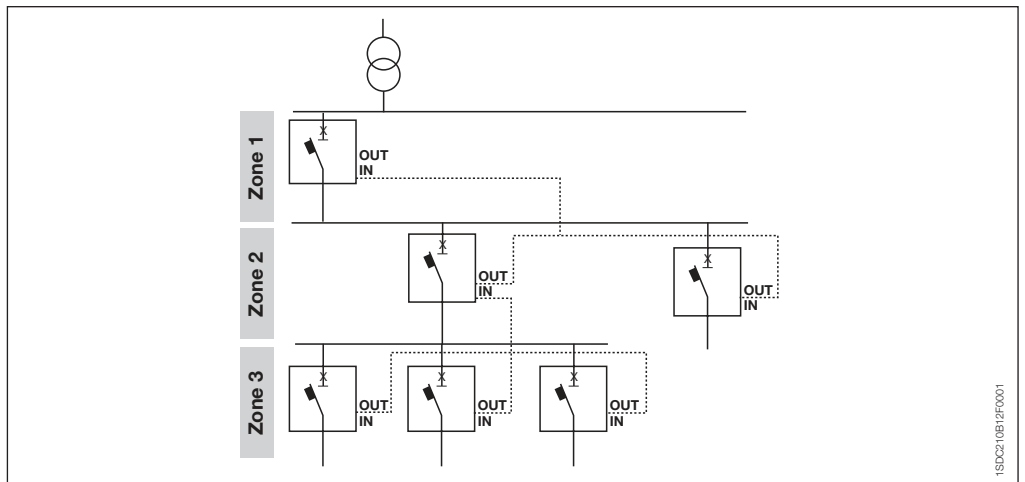 Zone 1
OUT
IN
Zone 2
OUT
IN
OUT
IN
Zone 3
OUT
IN
OUT
IN
OUT
IN
1SDC210B12F0001